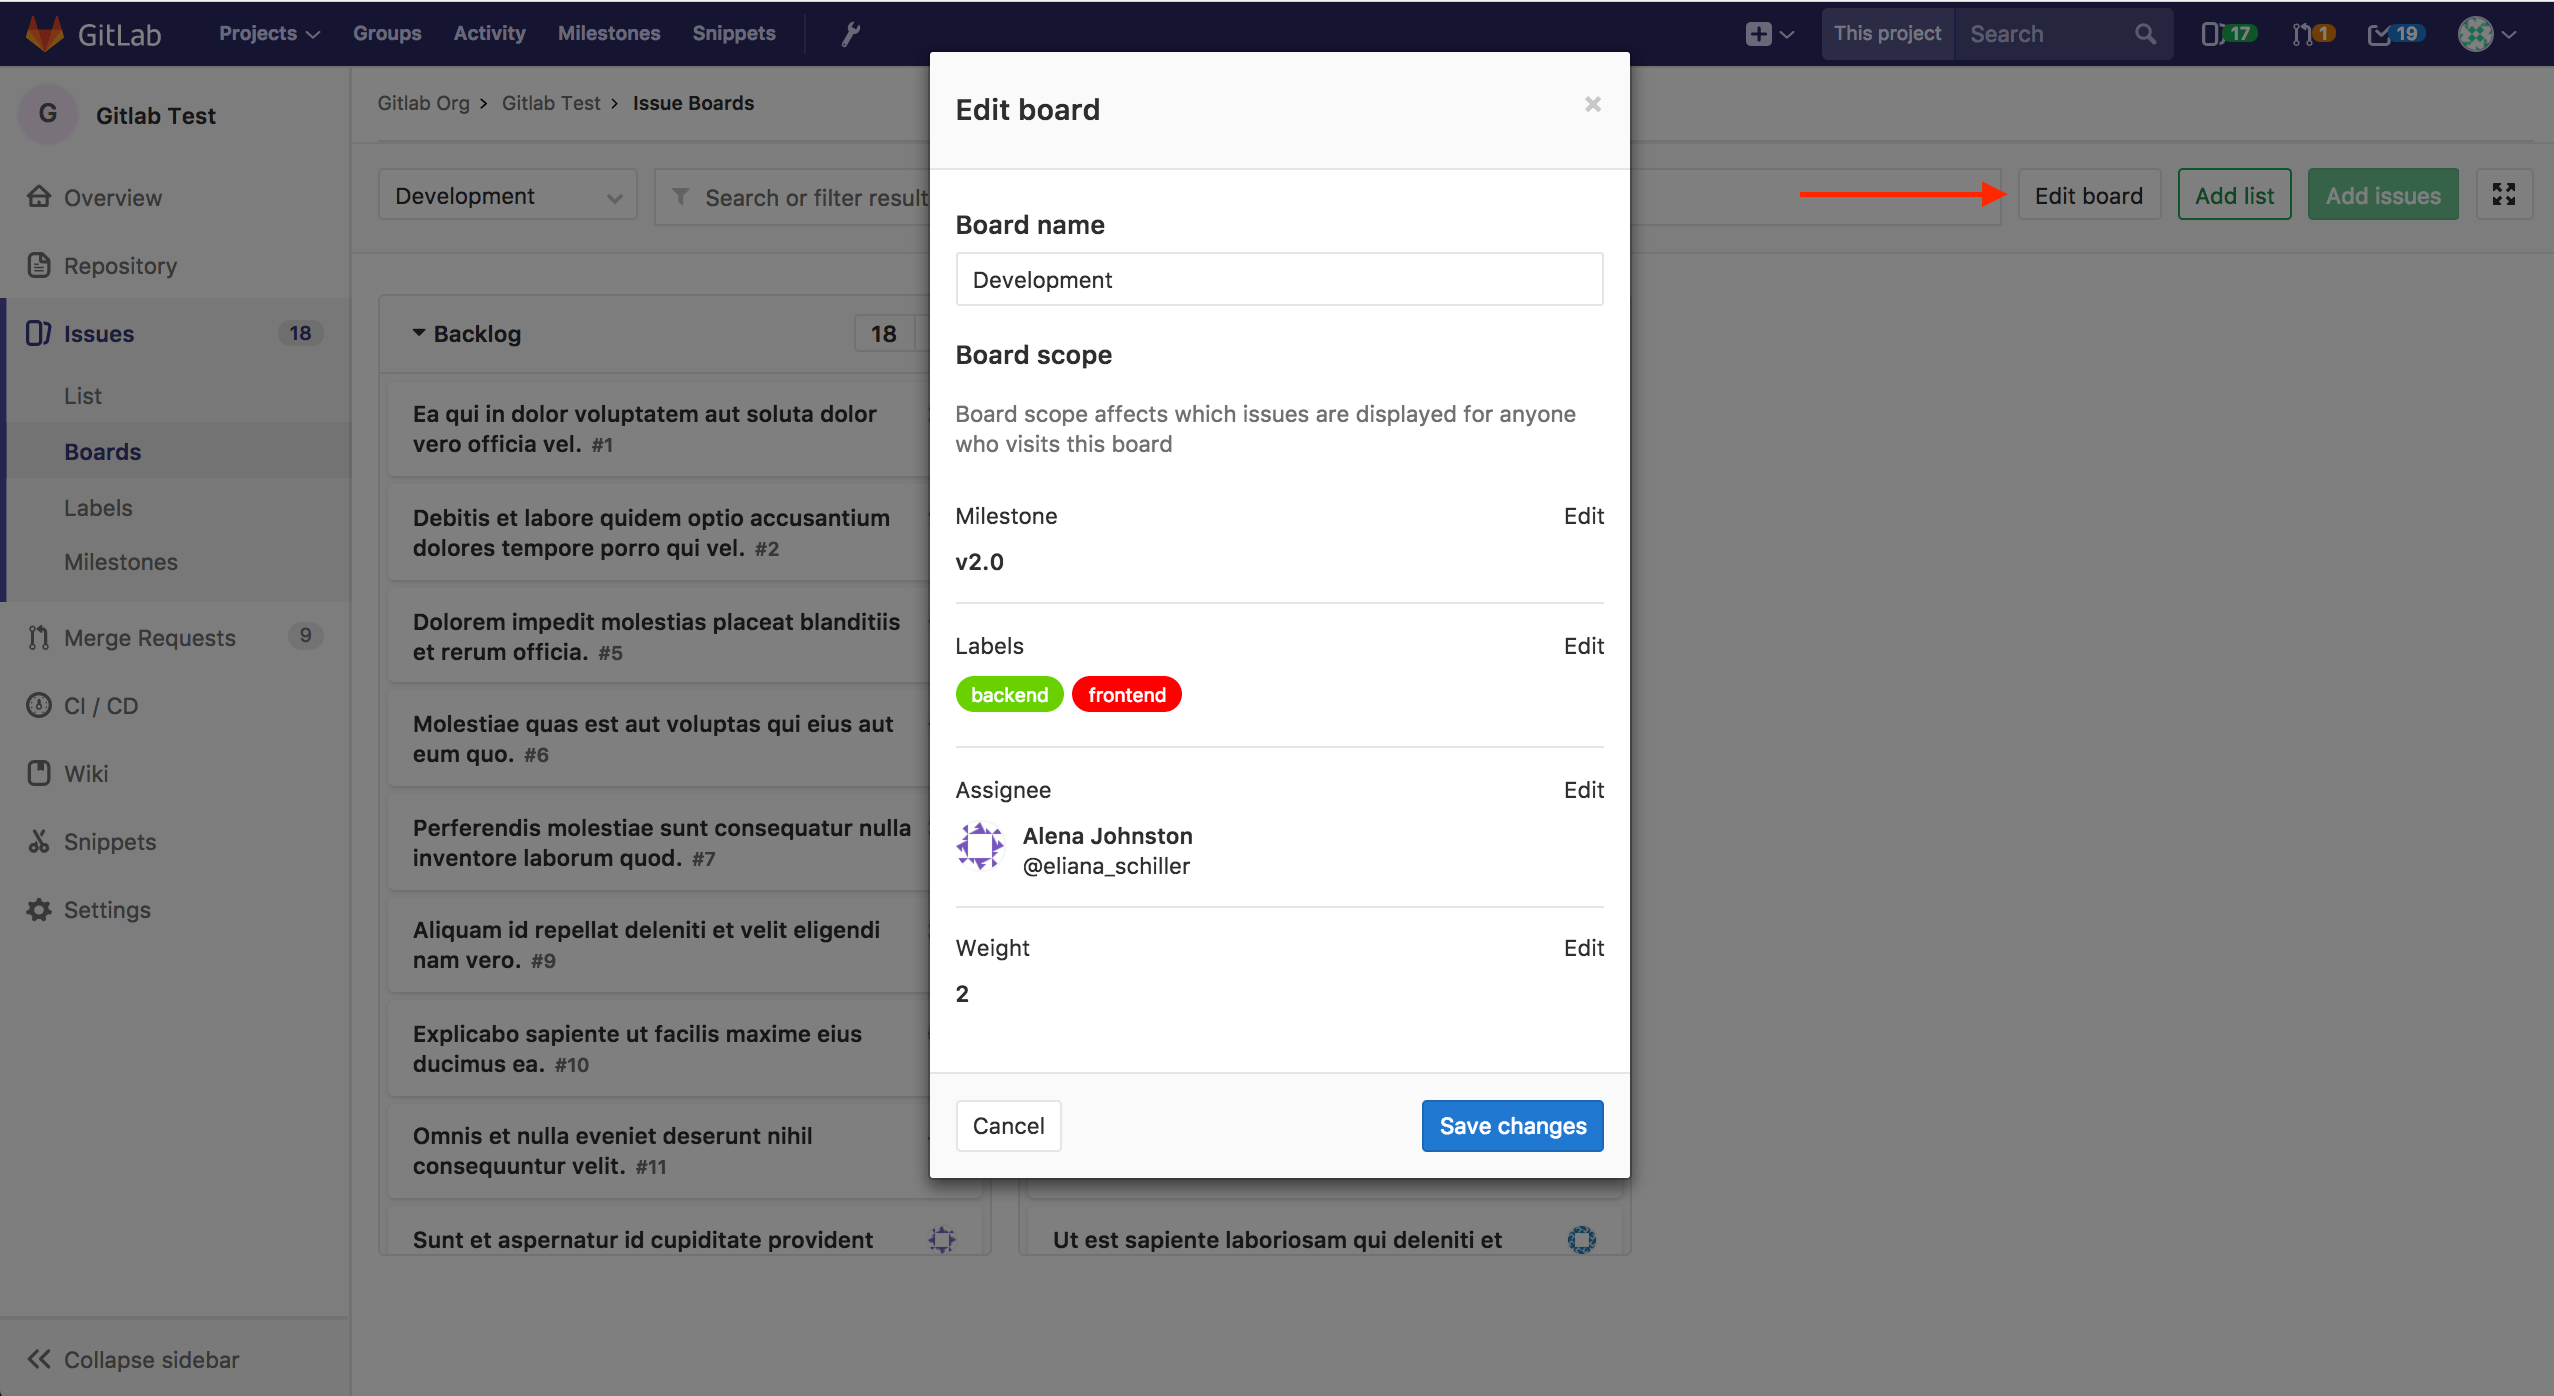 GitLab
Projects
Groups
Activity
Milestones
Snippets
This project
Search
17
1
19
G
Gitlab Test
Overview
Repository
Issues
18
List
Boards
Labels
Milestones
Merge Requests
9
CI / CD
Wiki
Snippets
Settings
Collapse sidebar
Gitlab Org > Gitlab Test > Issue Boards
Development
Search or filter result
Edit board
Add list
Add issues
Backlog
18
Ea qui in dolor voluptatem aut soluta dolor
vero officia vel. #1
Debitis et labore quidem optio accusantium
dolores tempore porro qui vel. #2
Dolorem impedit molestias placeat blanditiis
et rerum officia. #5
Molestiae quas est aut voluptas qui eius aut
eum quo. #6
Perferendis molestiae sunt consequatur nulla
inventore laborum quod. #7
Aliquam id repellat deleniti et velit eligendi
nam vero. #9
Explicabo sapiente ut facilis maxime eius
ducimus ea. #10
Omnis et nulla eveniet deserunt nihil
consequuntur velit. #11
Sunt et aspernatur id cupiditate provident
Ut est sapiente laboriosam qui deleniti et
Edit board
×
Board name
Development
Board scope
Board scope affects which issues are displayed for anyone
who visits this board
Milestone
Edit
v2.0
Labels
Edit
backend
frontend
Assignee
Edit
Alena Johnston
@eliana_schiller
Weight
Edit
2
Cancel
Save changes